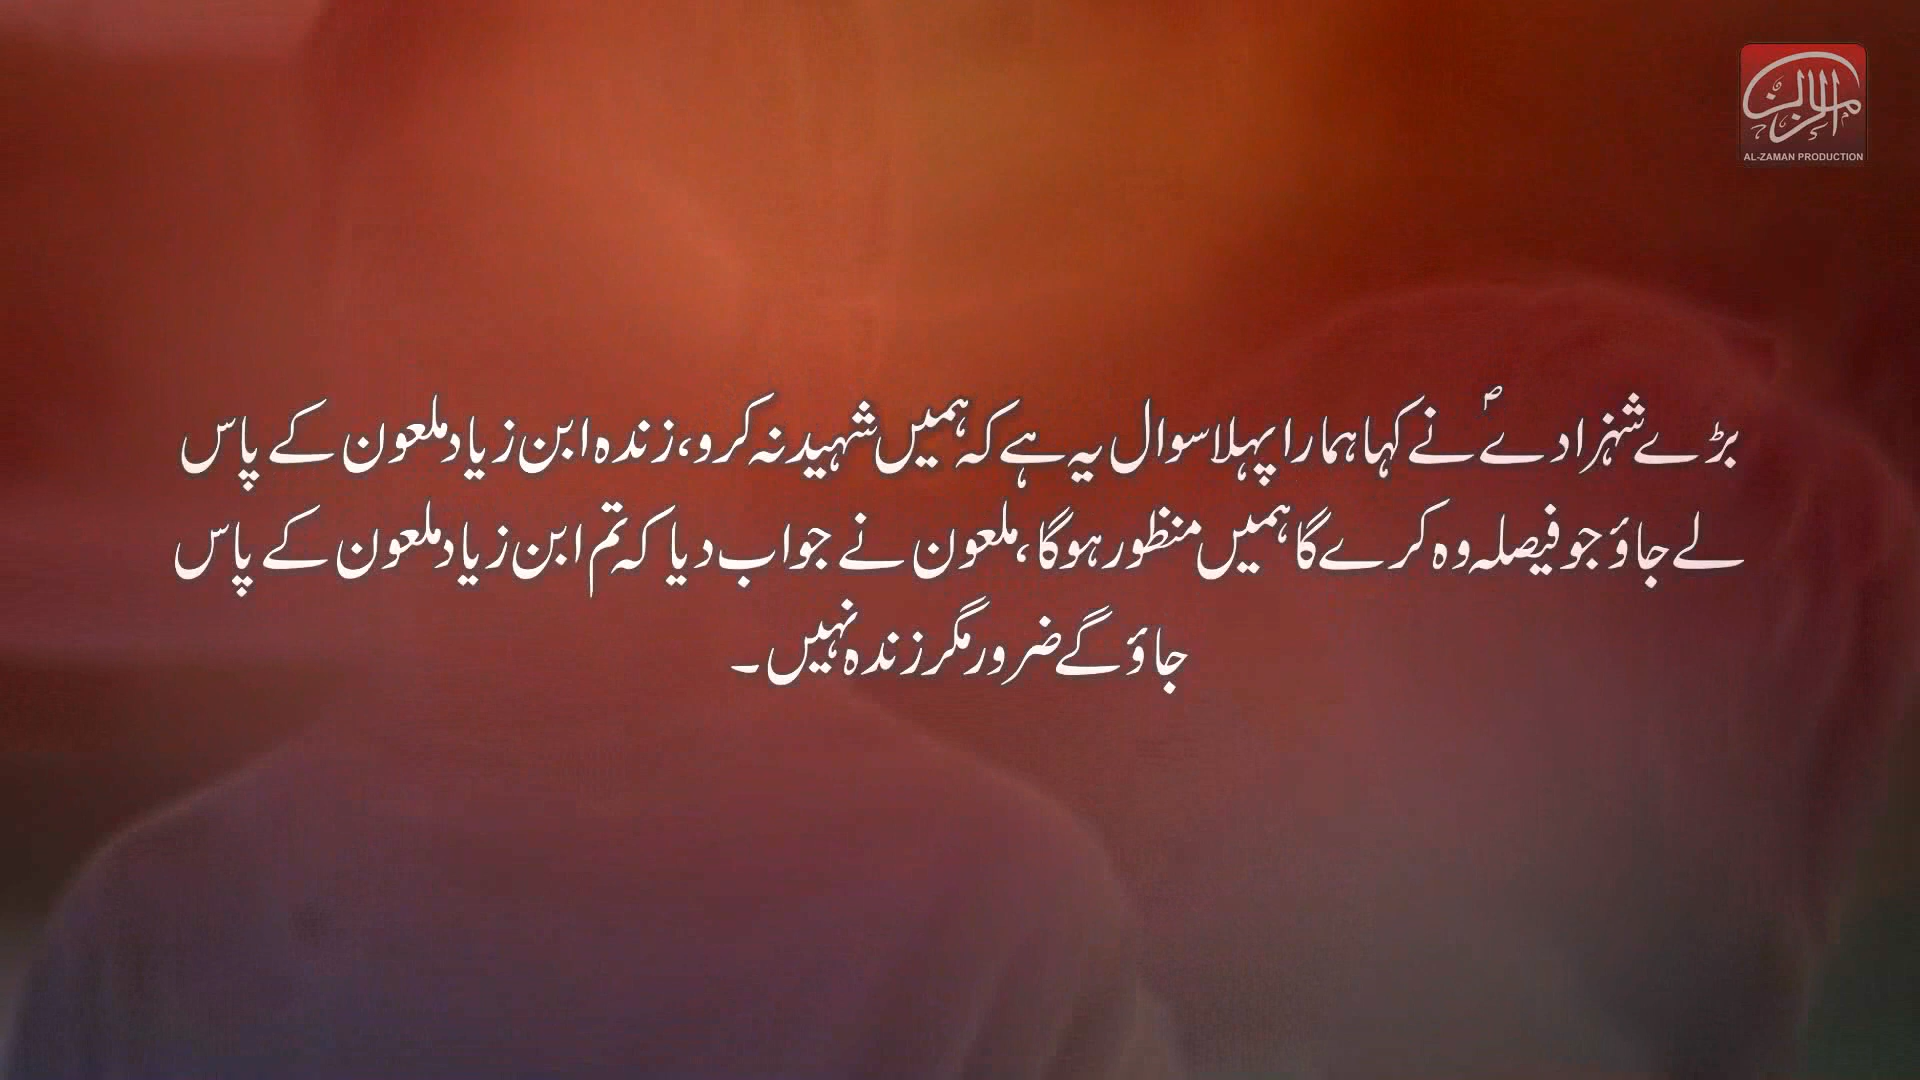 الزمان
AL-ZAMAN PRODUCTION
بڑے شہزادےؑ نے کہا ہمارا پہلا سوال یہ ہے کہ ہمیں شہید نہ کرو، زندہ ابن زیاد ملعون کے پاس
لے جاؤ جو فیصلہ وہ کرے گا ہمیں منظور ہوگا، ملعون نے جواب دیا کہ تم ابن زیاد ملعون کے پاس
جاؤ گے ضرور مگر زندہ نہیں۔